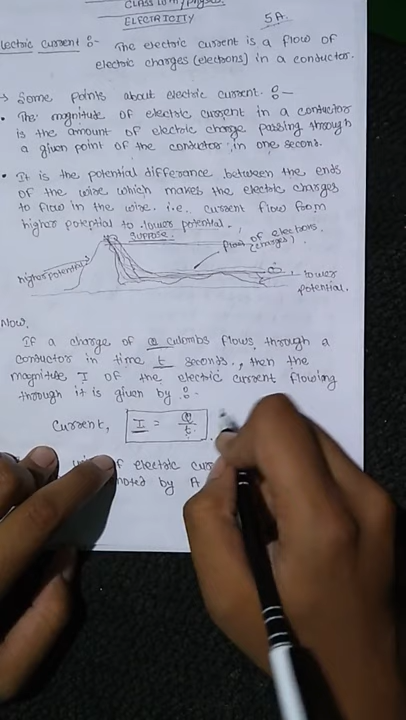 CLASS 10th / Physics
ELECTRICITY
5A.
lectric current :- The electric current is a flow of
electric charges (electrons) in a conductor.
→ Some points about electric current :-
• The magnitude of electric current in a conductor
is the amount of electric charge passing through
a given point of the conductor in one second.
• It is the potential differance between the ends
of the wire which makes the electric charges
to flow in the wire. i.e. current flow from
higher potential to lower potential.
suppose.
flow of electrons
(charges).
higher potential
lower
potential.
Now,
If a charge of Q culombs flows through a
conductor in time t seconds, then the
magnitude I of the electric current flowing
through it is given by :-
Current, I = Q/t
of electric curr
noted by A